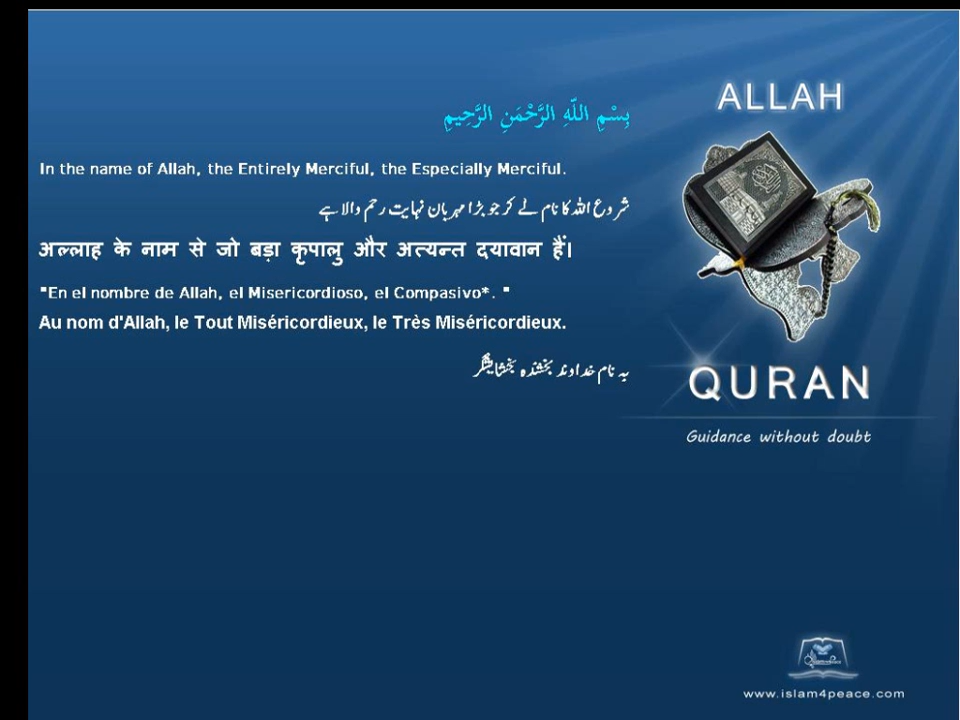 بِسْمِ اللَّهِ الرَّحْمَنِ الرَّحِيمِ
In the name of Allah, the Entirely Merciful, the Especially Merciful.
شروع اللہ کا نام لے کر جو بڑا مہربان نہایت رحم والا ہے
अल्लाह के नाम से जो बड़ा कृपालु और अत्यन्त दयावान हैं।
"En el nombre de Allah, el Misericordioso, el Compasivo*. "
Au nom d'Allah, le Tout Miséricordieux, le Très Miséricordieux.
به نام خداوند بخشنده بخشایشگر
ALLAH
QURAN
Guidance without doubt
www.islam4peace.com